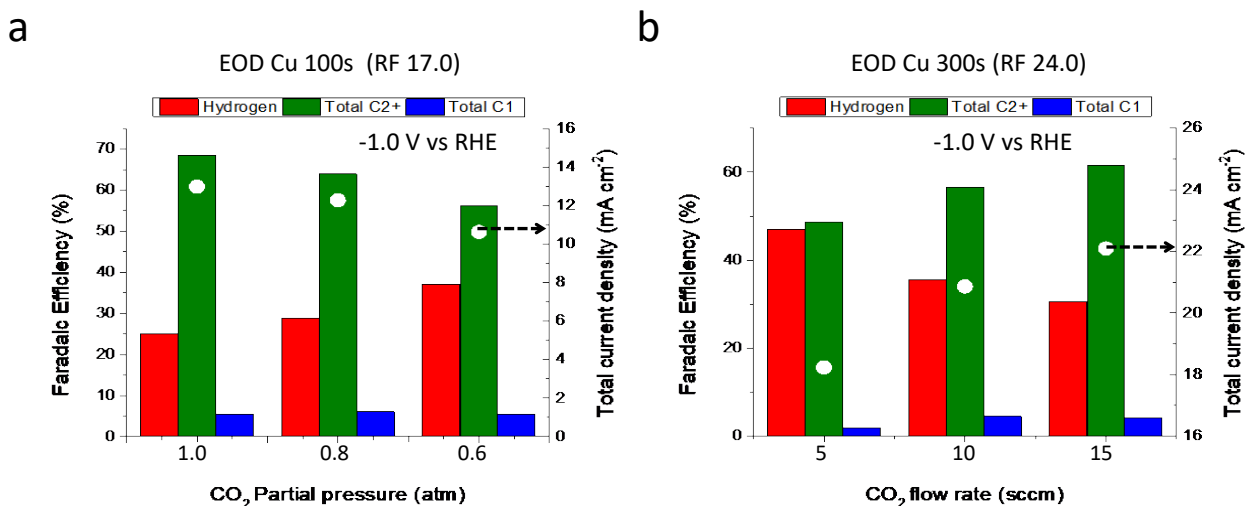 a
EOD Cu 100s (RF 17.0)
Hydrogen Total C2+ Total C1
-1.0 V vs RHE
Faradaic Efficiency (%)
70
60
50
40
30
20
10
0
16
14
12
10
8
6
4
2
0
Total current density (mA cm-2)
1.0 0.8 0.6
CO2 Partial pressure (atm)
b
EOD Cu 300s (RF 24.0)
Hydrogen Total C2+ Total C1
-1.0 V vs RHE
Faradaic Efficiency (%)
60
40
20
0
26
24
22
20
18
16
Total current density (mA cm-2)
5 10 15
CO2 flow rate (sccm)